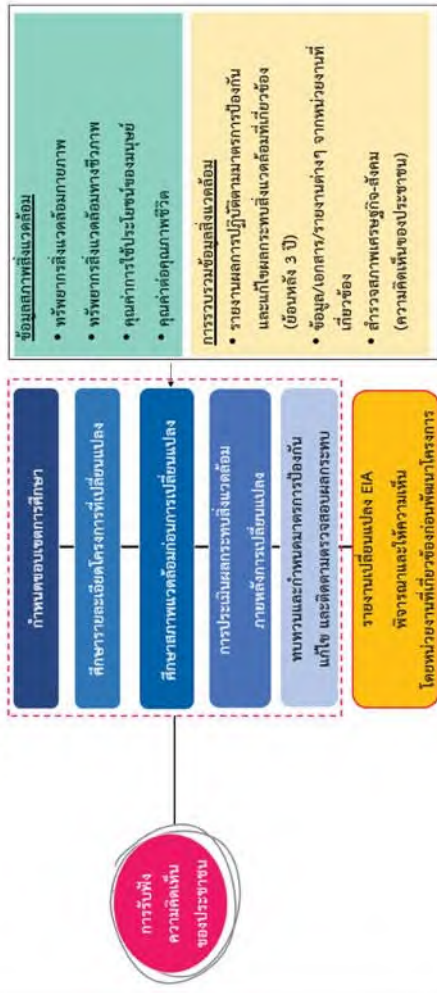 การรับฟัง
ความคิดเห็น
ของประชาชน
กำหนดขอบเขตการศึกษา
ศึกษารายละเอียดโครงการที่เปลี่ยนแปลง
ศึกษาสภาพแวดล้อมก่อนการเปลี่ยนแปลง
การประเมินผลกระทบสิ่งแวดล้อม
ภายหลังการเปลี่ยนแปลง
ทบทวนและกำหนดมาตรการป้องกัน
แก้ไข และติดตามตรวจสอบผลกระทบ
รายงานเปลี่ยนแปลง EIA
พิจารณาและให้ความเห็น
โดยหน่วยงานที่เกี่ยวข้องก่อนพัฒนาโครงการ
ข้อมูลสภาพสิ่งแวดล้อม
• ทรัพยากรสิ่งแวดล้อมกายภาพ
• ทรัพยากรสิ่งแวดล้อมทางชีวภาพ
• คุณค่าการใช้ประโยชน์ของมนุษย์
• คุณค่าต่อคุณภาพชีวิต
การรวบรวมข้อมูลสิ่งแวดล้อม
• รายงานผลการปฏิบัติตามมาตรการป้องกัน
และแก้ไขผลกระทบสิ่งแวดล้อมที่เกี่ยวข้อง
(ย้อนหลัง 3 ปี)
• ข้อมูล/เอกสาร/รายงานต่างๆ จากหน่วยงานที่
เกี่ยวข้อง
• สำรวจสภาพเศรษฐกิจ-สังคม
(ความคิดเห็นของประชาชน)